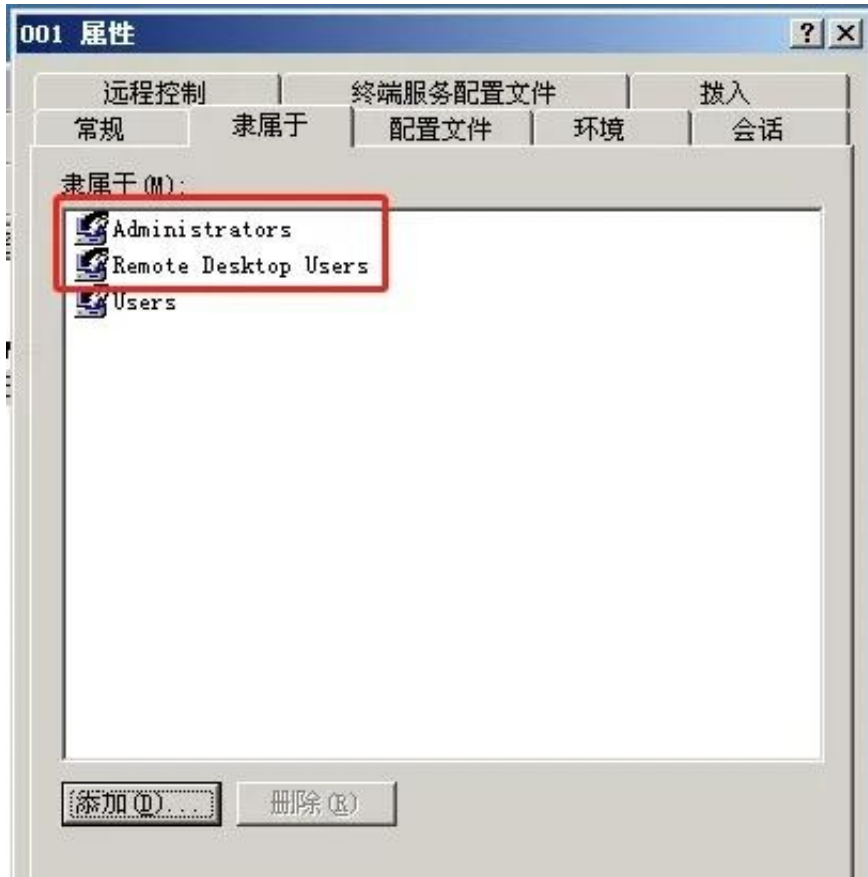 001 属性
远程控制 终端服务配置文件 拨入
常规 隶属于 配置文件 环境 会话
隶属于(M):
Administrators
Remote Desktop Users
Users
添加(D)... 删除(R)